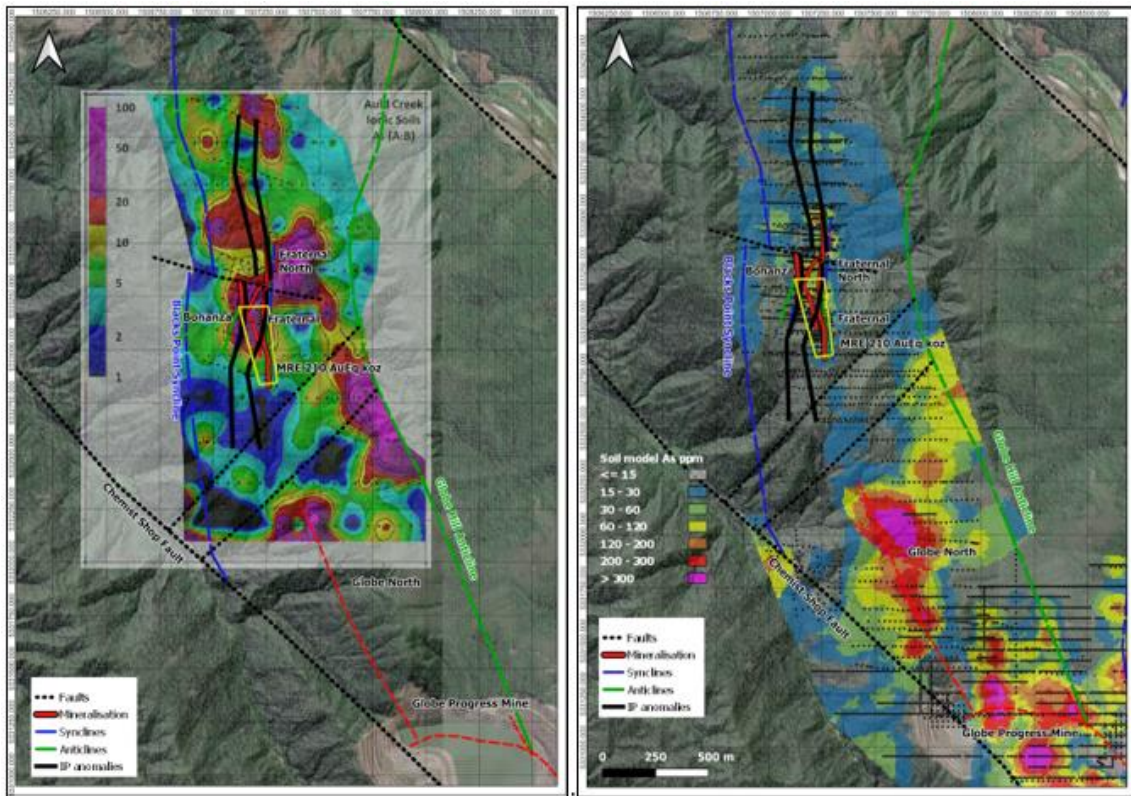 100
50
20
10
5
2
1
Auld Creek
Ionic Soils
As (A:B)
Fraternal
North
Bonanza
Fraternal
MRE 210 AuEq koz
Blacks Point Syncline
Chemist Shop Fault
Globe Hill Anticline
Globe North
Globe Progress Mine
Faults
Mineralisation
Synclines
Anticlines
IP anomalies
Fraternal
North
Bonanz
Fraternal
MRE 210 AuEq koz
Blacks Point Syncline
Soil model As ppm
<= 15
15 - 30
30 - 60
60 - 120
120 - 200
200 - 300
> 300
Globe North
Globe Hill Anticline
Chemist Shop Fault
Globe Progress Mine
Faults
Mineralisation
Synclines
Anticlines
IP anomalies
0 250 500 m